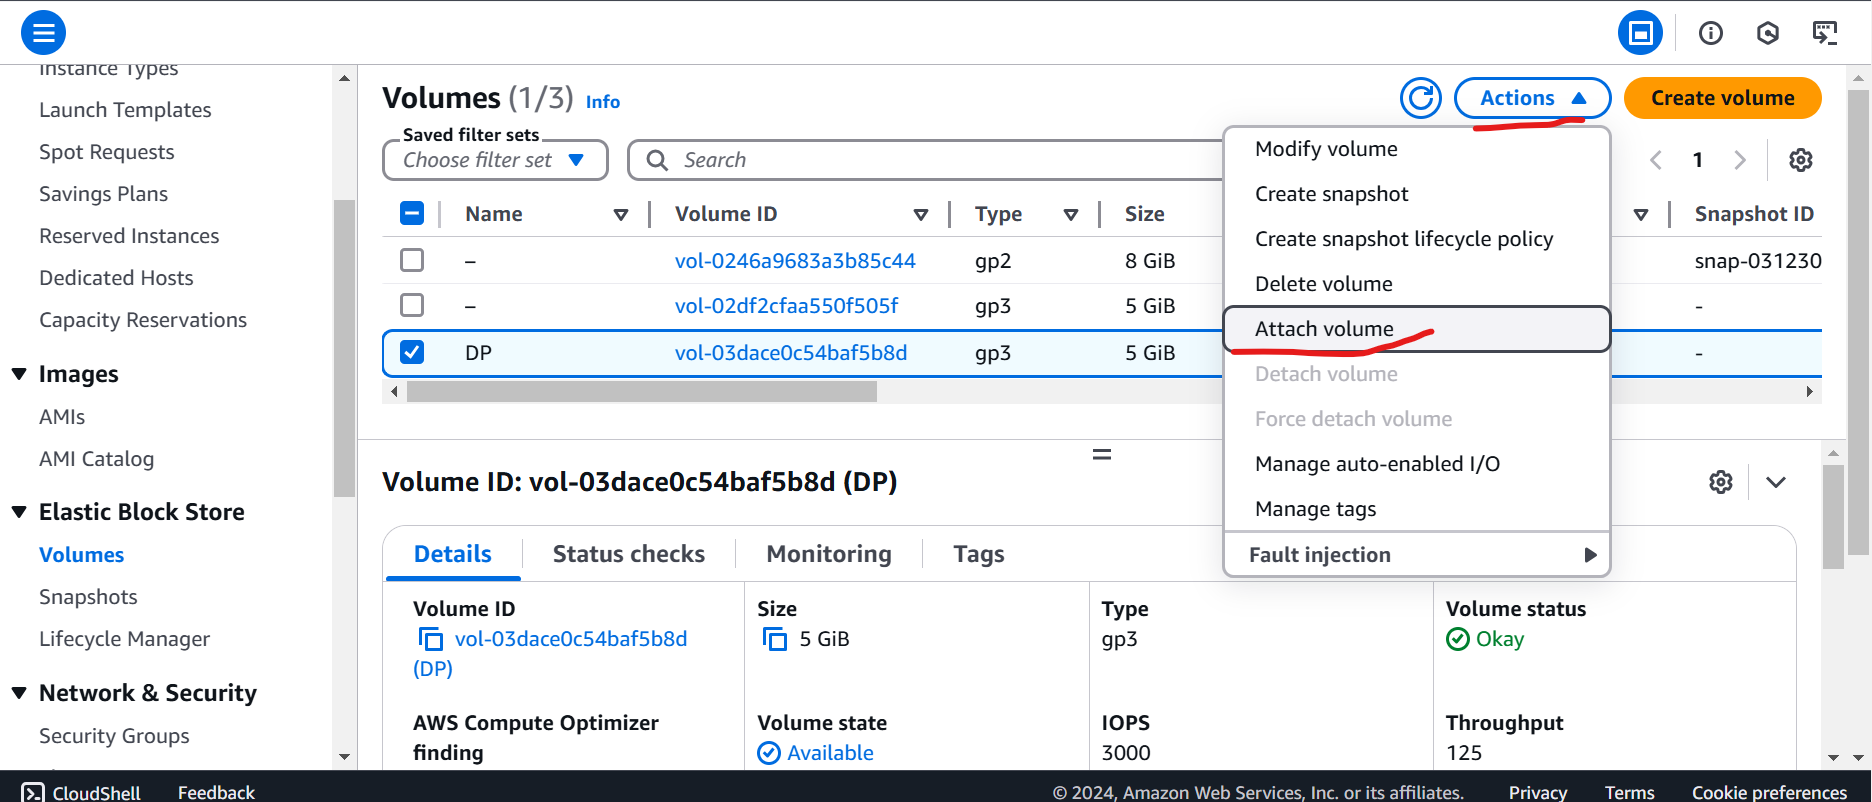 Instance Types
Launch Templates
Spot Requests
Savings Plans
Reserved Instances
Dedicated Hosts
Capacity Reservations
Images
AMIs
AMI Catalog
Elastic Block Store
Volumes
Snapshots
Lifecycle Manager
Network & Security
Security Groups
Volumes (1/3) Info
Actions
Create volume
Saved filter sets
Choose filter set
Search
1
Name Volume ID Type Size Snapshot ID
– vol-0246a9683a3b85c44 gp2 8 GiB snap-031230
– vol-02df2cfaa550f505f gp3 5 GiB -
DP vol-03dace0c54baf5b8d gp3 5 GiB -
Modify volume
Create snapshot
Create snapshot lifecycle policy
Delete volume
Attach volume
Detach volume
Force detach volume
Manage auto-enabled I/O
Manage tags
Fault injection
Volume ID: vol-03dace0c54baf5b8d (DP)
Details Status checks Monitoring Tags
Volume ID
vol-03dace0c54baf5b8d
(DP)
Size
5 GiB
Type
gp3
Volume status
Okay
AWS Compute Optimizer
finding
Volume state
Available
IOPS
3000
Throughput
125
CloudShell Feedback © 2024, Amazon Web Services, Inc. or its affiliates. Privacy Terms Cookie preferences